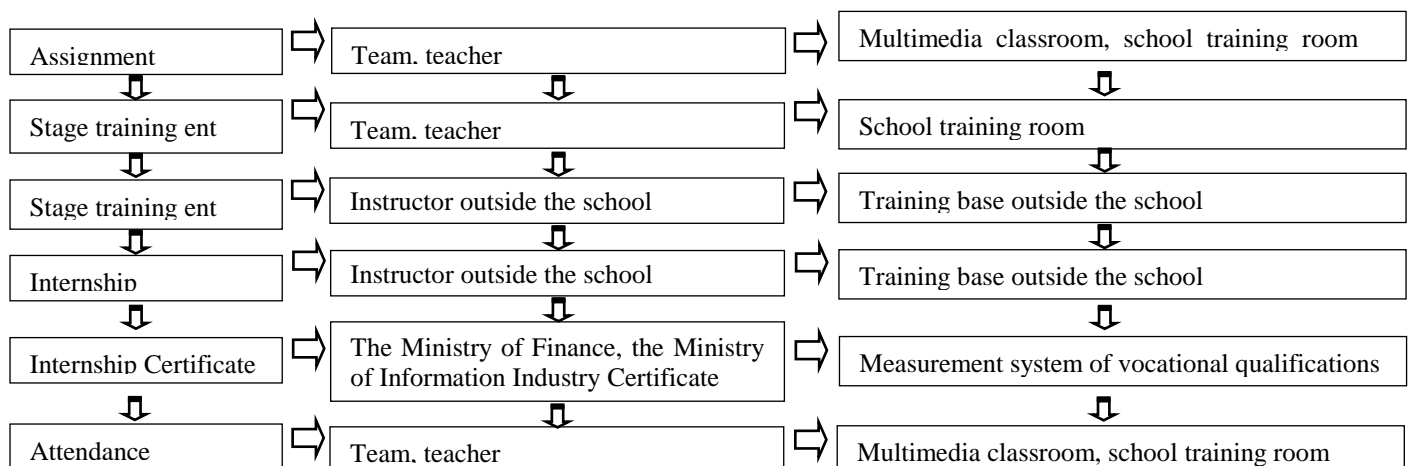 Assignment
Team, teacher
Multimedia classroom, school training room
Stage training ent
Team, teacher
School training room
Stage training ent
Instructor outside the school
Training base outside the school
Internship
Instructor outside the school
Training base outside the school
Internship Certificate
The Ministry of Finance, the Ministry
of Information Industry Certificate
Measurement system of vocational qualifications
Attendance
Team, teacher
Multimedia classroom, school training room